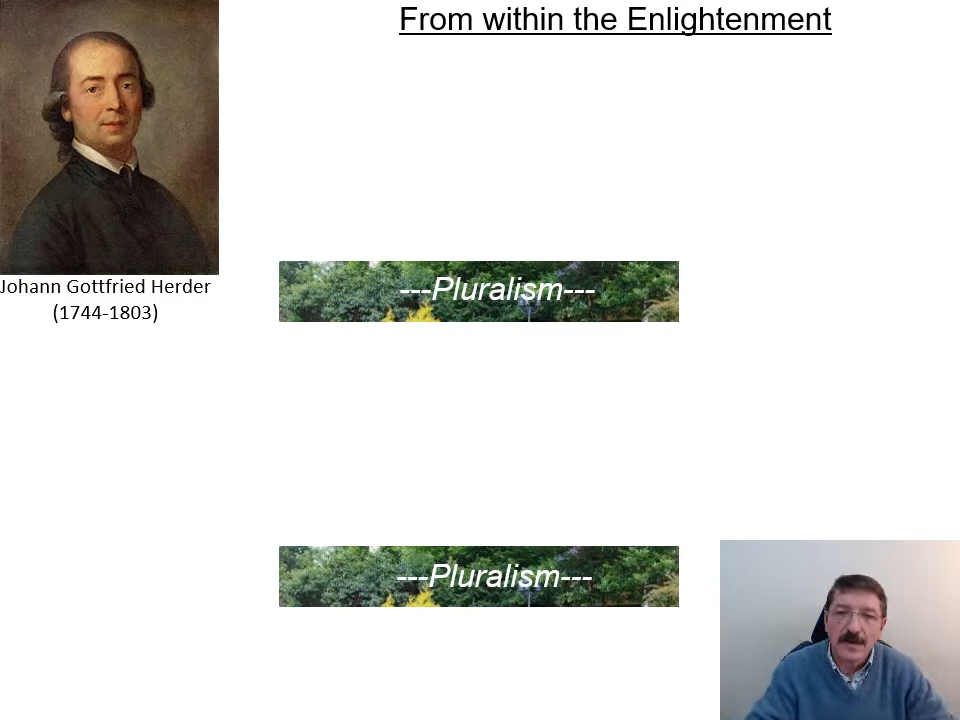 From within the Enlightenment
---Pluralism---
Johann Gottfried Herder
(1744-1803)
---Pluralism---